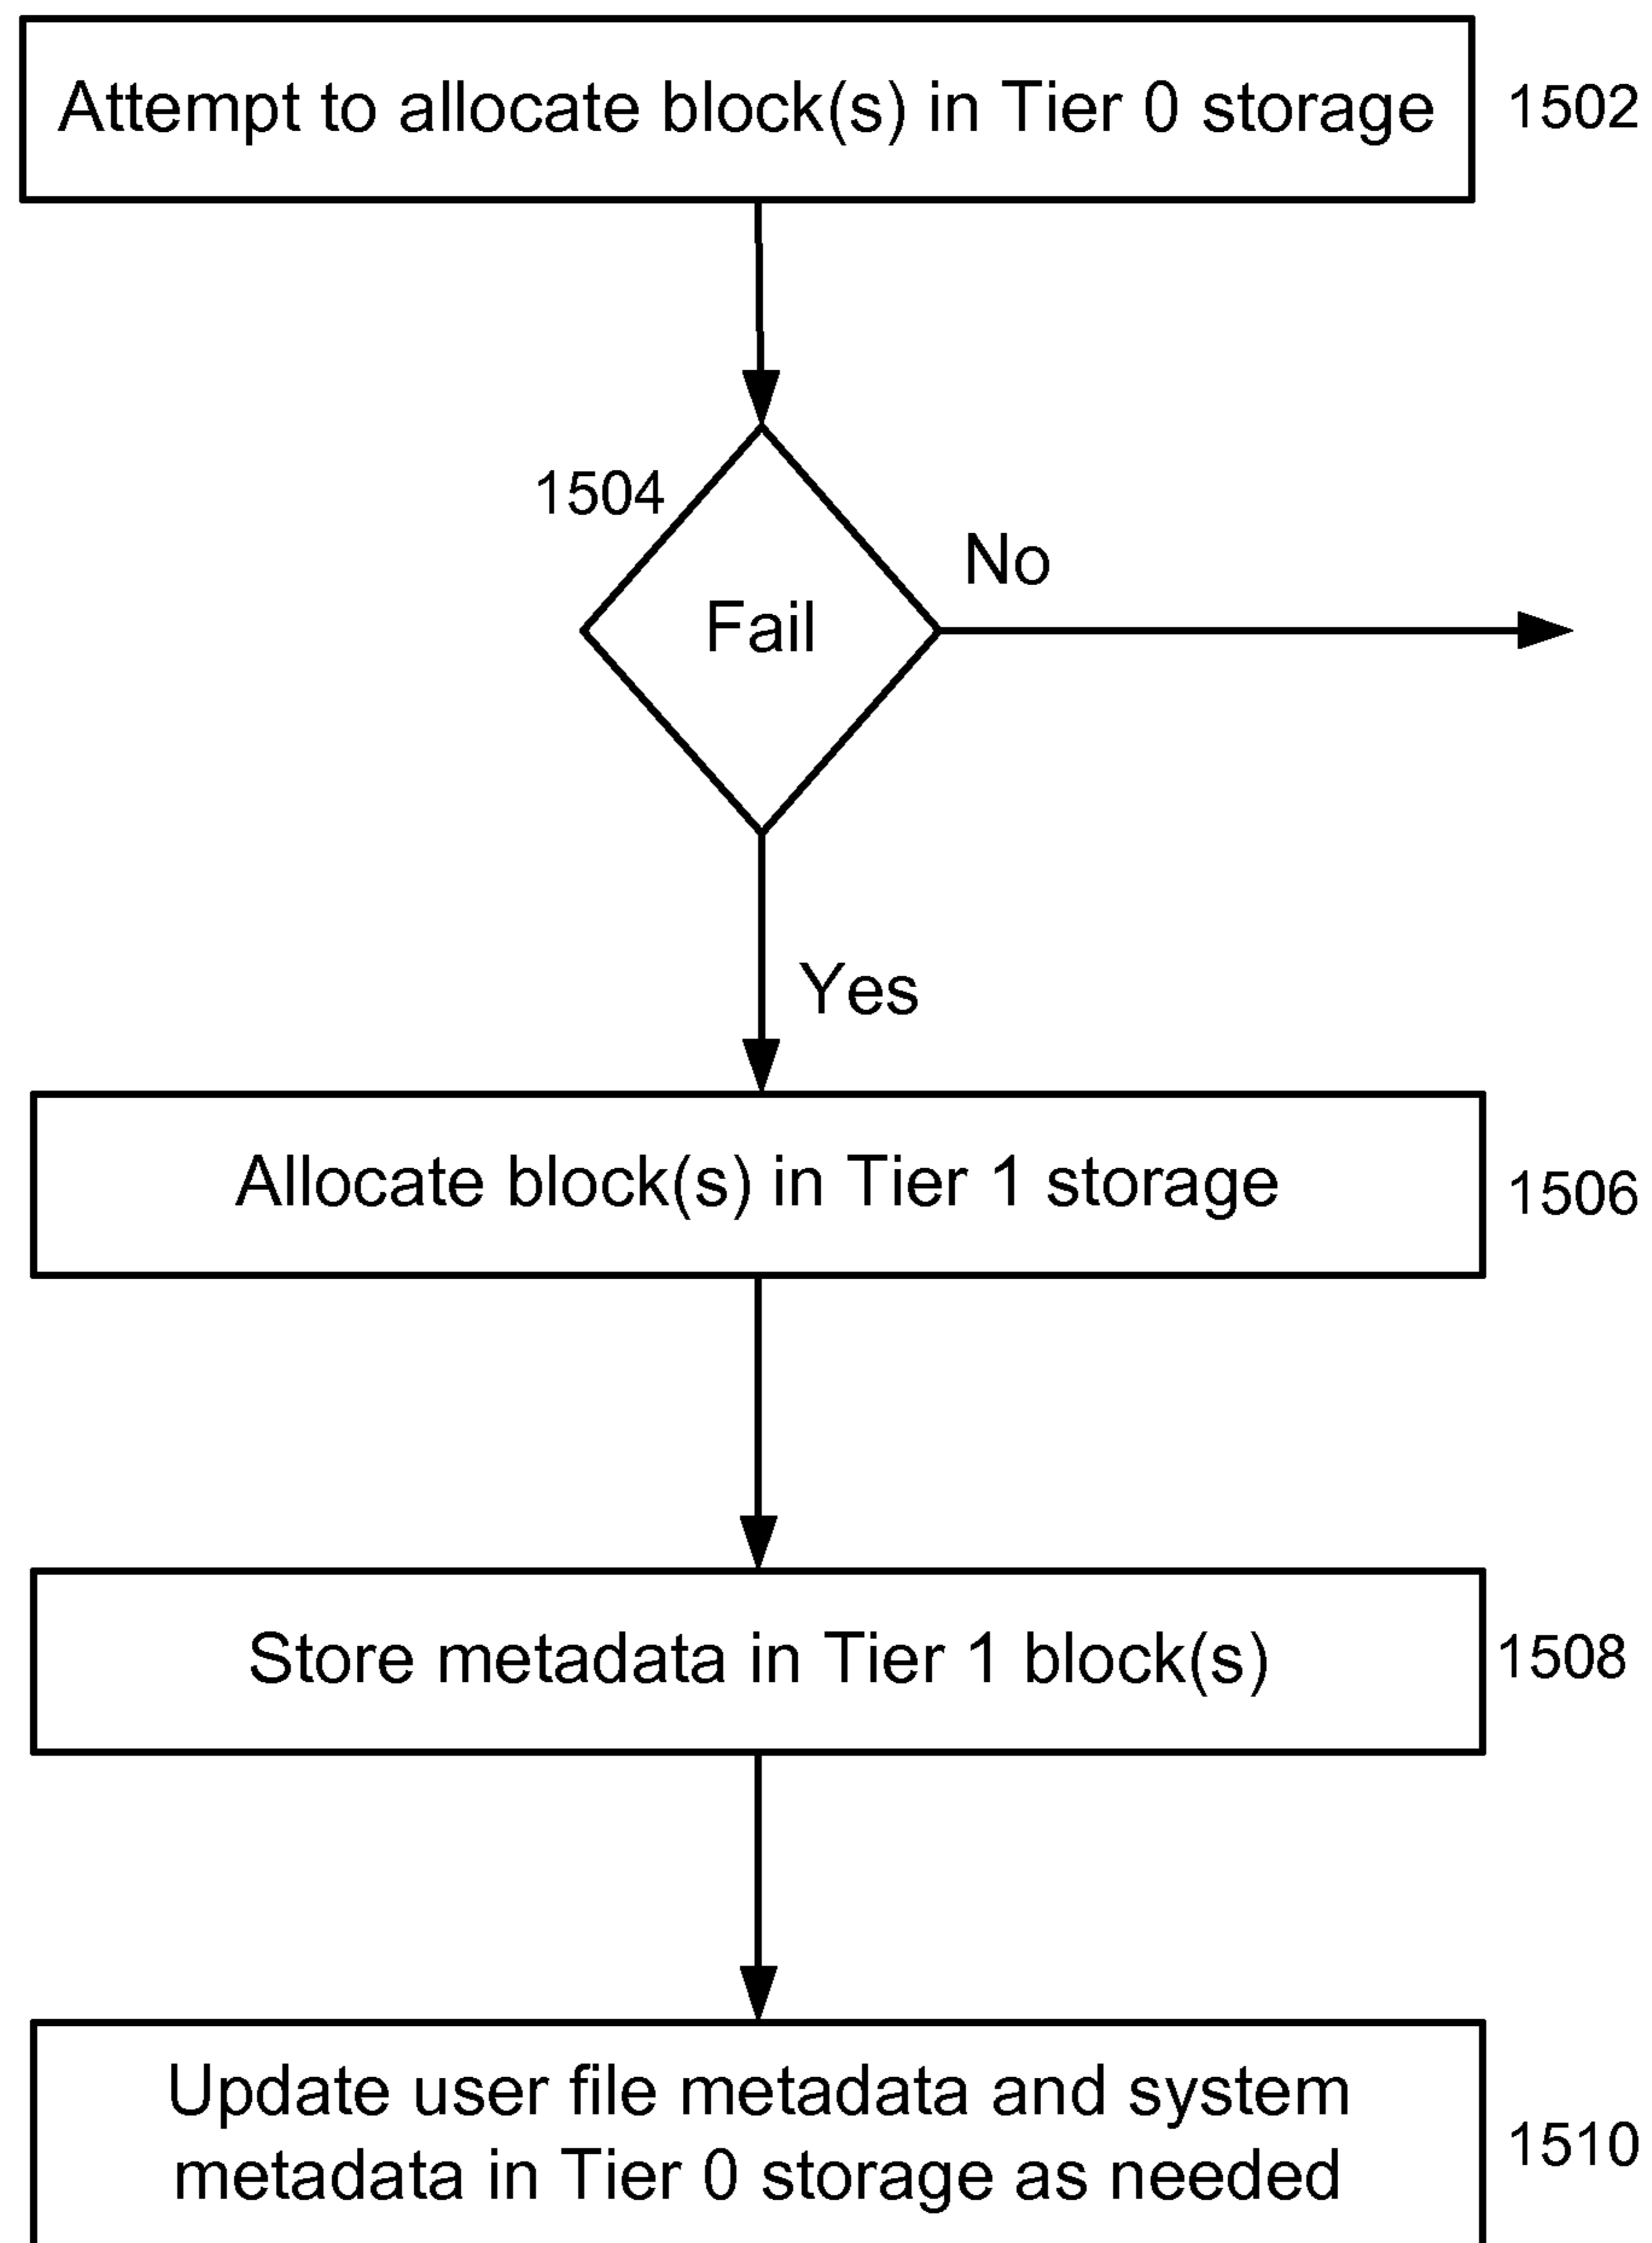 Attempt to allocate block(s) in Tier 0 storage
1502
1504
No
Fail
Yes
Allocate block(s) in Tier 1 storage
1506
Store metadata in Tier 1 block(s)
1508
Update user file metadata and system
metadata in Tier 0 storage as needed
1510